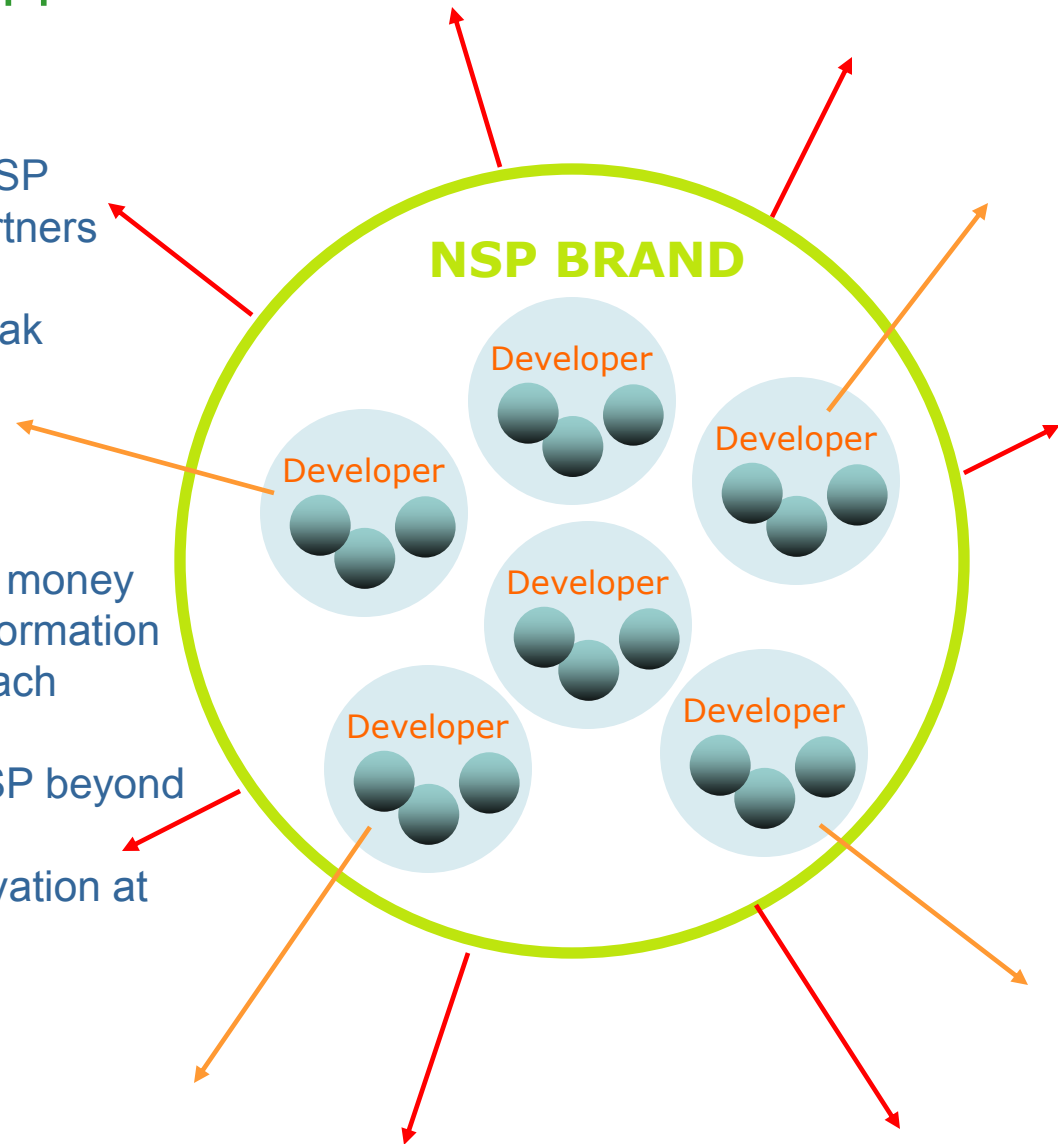 SP
rtners
ak
money
ormation
ach
SP beyond
vation at
NSP BRAND
Developer
Developer
Developer
Developer
Developer
Developer